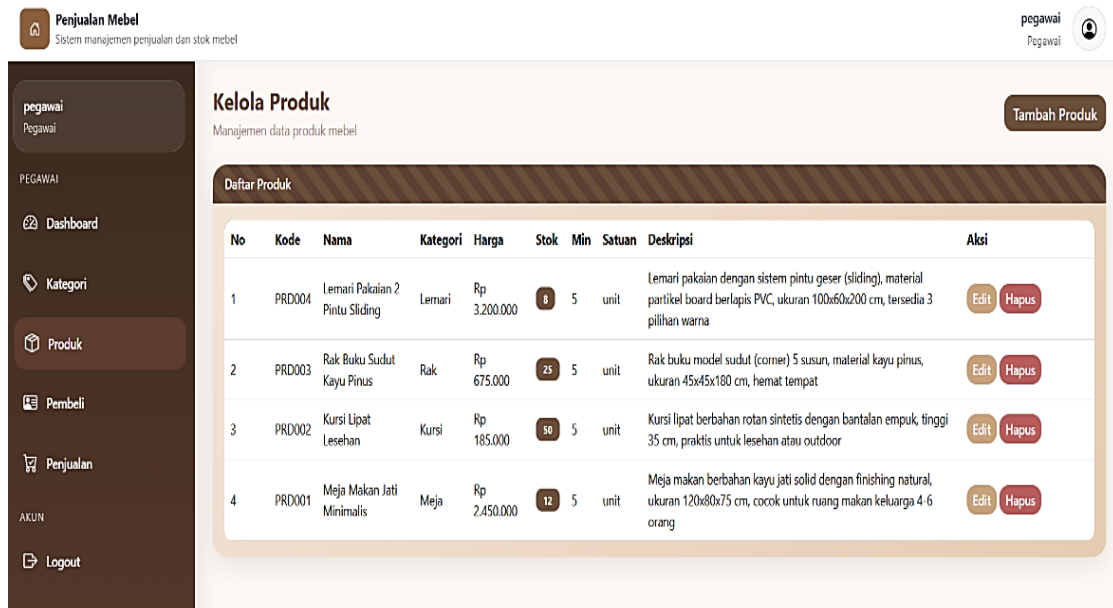 Penjualan Mebel
Sistem manajemen penjualan dan stok mebel
pegawai
Pegawai
pegawai
Pegawai
PEGAWAI
Dashboard
Kategori
Produk
Pembeli
Penjualan
AKUN
Logout
Kelola Produk
Manajemen data produk mebel
Tambah Produk
Daftar Produk
No Kode Nama Kategori Harga Stok Min Satuan Deskripsi Aksi
1 PRD004 Lemari Pakaian 2 Pintu Sliding Lemari Rp 3.200.000 8 5 unit Lemari pakaian dengan sistem pintu geser (sliding), material
partikel board berlapis PVC, ukuran 100x60x200 cm, tersedia 3
pilihan warna
Edit Hapus
2 PRD003 Rak Buku Sudut Kayu Pinus Rak Rp 675.000 25 5 unit Rak buku model sudut (corner) 5 susun, material kayu pinus,
ukuran 45x45x180 cm, hemat tempat
Edit Hapus
3 PRD002 Kursi Lipat Lesehan Kursi Rp 185.000 50 5 unit Kursi lipat berbahan rotan sintetis dengan bantalan empuk, tinggi
35 cm, praktis untuk lesehan atau outdoor
Edit Hapus
4 PRD001 Meja Makan Jati Minimalis Meja Rp 2.450.000 12 5 unit Meja makan berbahan kayu jati solid dengan finishing natural,
ukuran 120x80x75 cm, cocok untuk ruang makan keluarga 4-6
orang
Edit Hapus